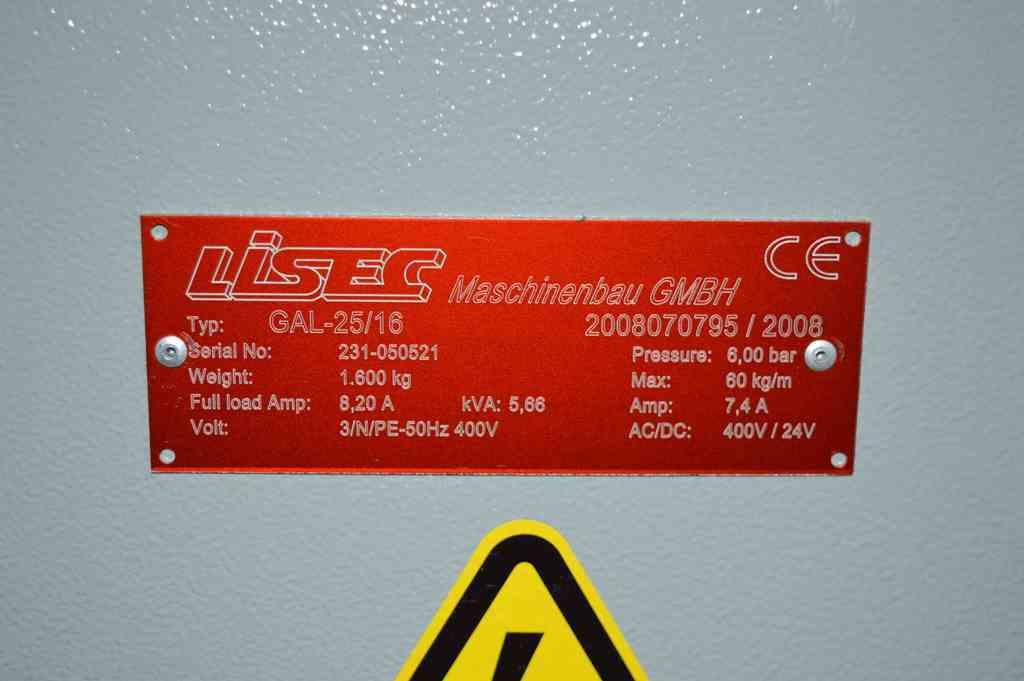 LiSEC Maschinenbau GMBH CE
Typ: GAL-25/16 2008070795 / 2008
Serial No: 231-050521 Pressure: 6,00 bar
Weight: 1.600 kg Max: 60 kg/m
Full load Amp: 8,20 A kVA: 5,66 Amp: 7,4 A
Volt: 3/N/PE-50Hz 400V AC/DC: 400V / 24V